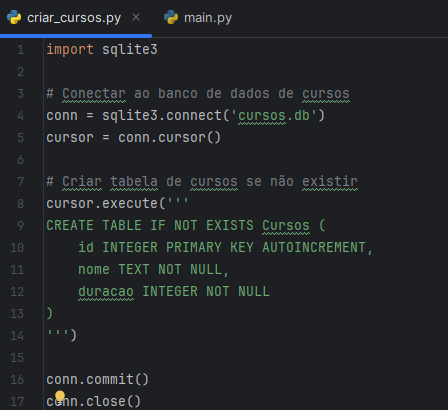 criar_cursos.py × main.py
1 import sqlite3
2
3 # Conectar ao banco de dados de cursos
4 conn = sqlite3.connect('cursos.db')
5 cursor = conn.cursor()
6
7 # Criar tabela de cursos se não existir
8 cursor.execute('''
9 CREATE TABLE IF NOT EXISTS Cursos (
10     id INTEGER PRIMARY KEY AUTOINCREMENT,
11     nome TEXT NOT NULL,
12     duracao INTEGER NOT NULL
13 )
14 ''')
15
16 conn.commit()
17 conn.close()